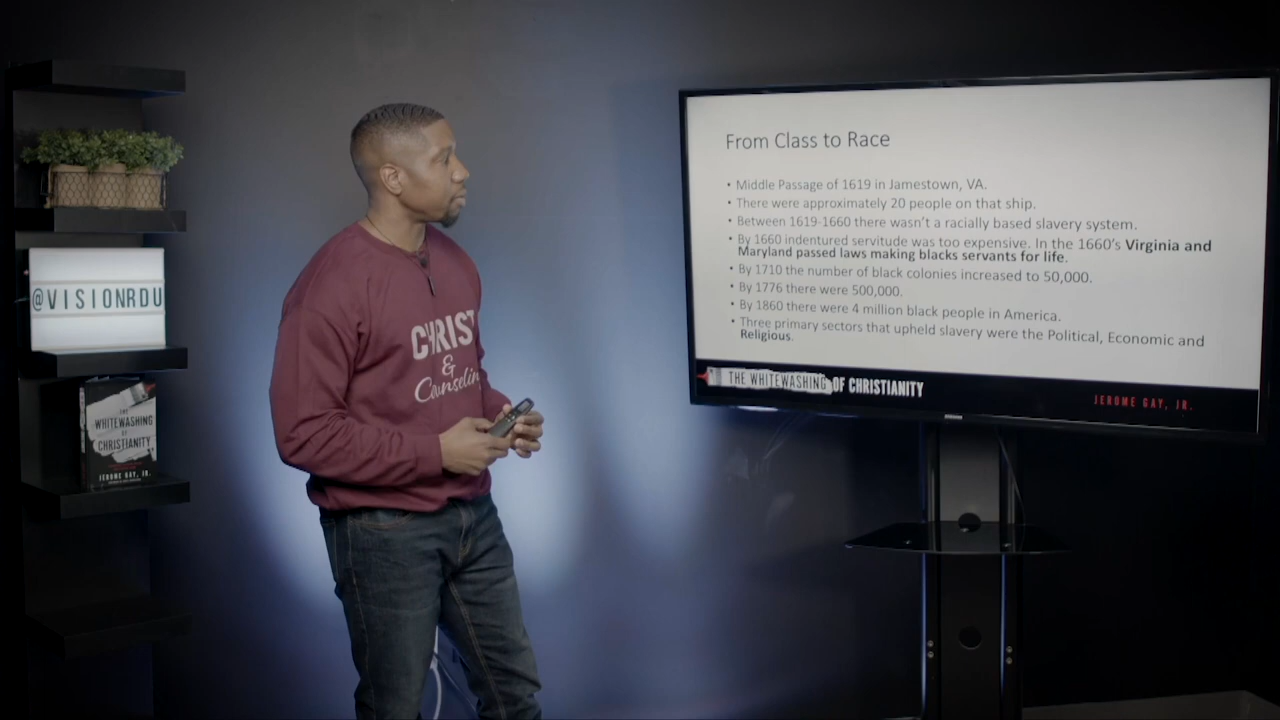 From Class to Race
• Middle Passage of 1619 in Jamestown, VA.
• There were approximately 20 people on that ship.
• Between 1619-1660 there wasn't a racially based slavery system.
• By 1660 indentured servitude was too expensive. In the 1660's Virginia and
Maryland passed laws making blacks servants for life.
• By 1710 the number of black colonies increased to 50,000.
• By 1776 there were 500,000.
• By 1860 there were 4 million black people in America.
• Three primary sectors that upheld slavery were the Political, Economic and
Religious.
THE WHITEWASHING OF CHRISTIANITY
JEROME GAY, JR.
@VISIONRDU
THE
WHITEWASHING
OF
CHRISTIANITY
JEROME GAY, JR.
CHRIST
&
Counselin